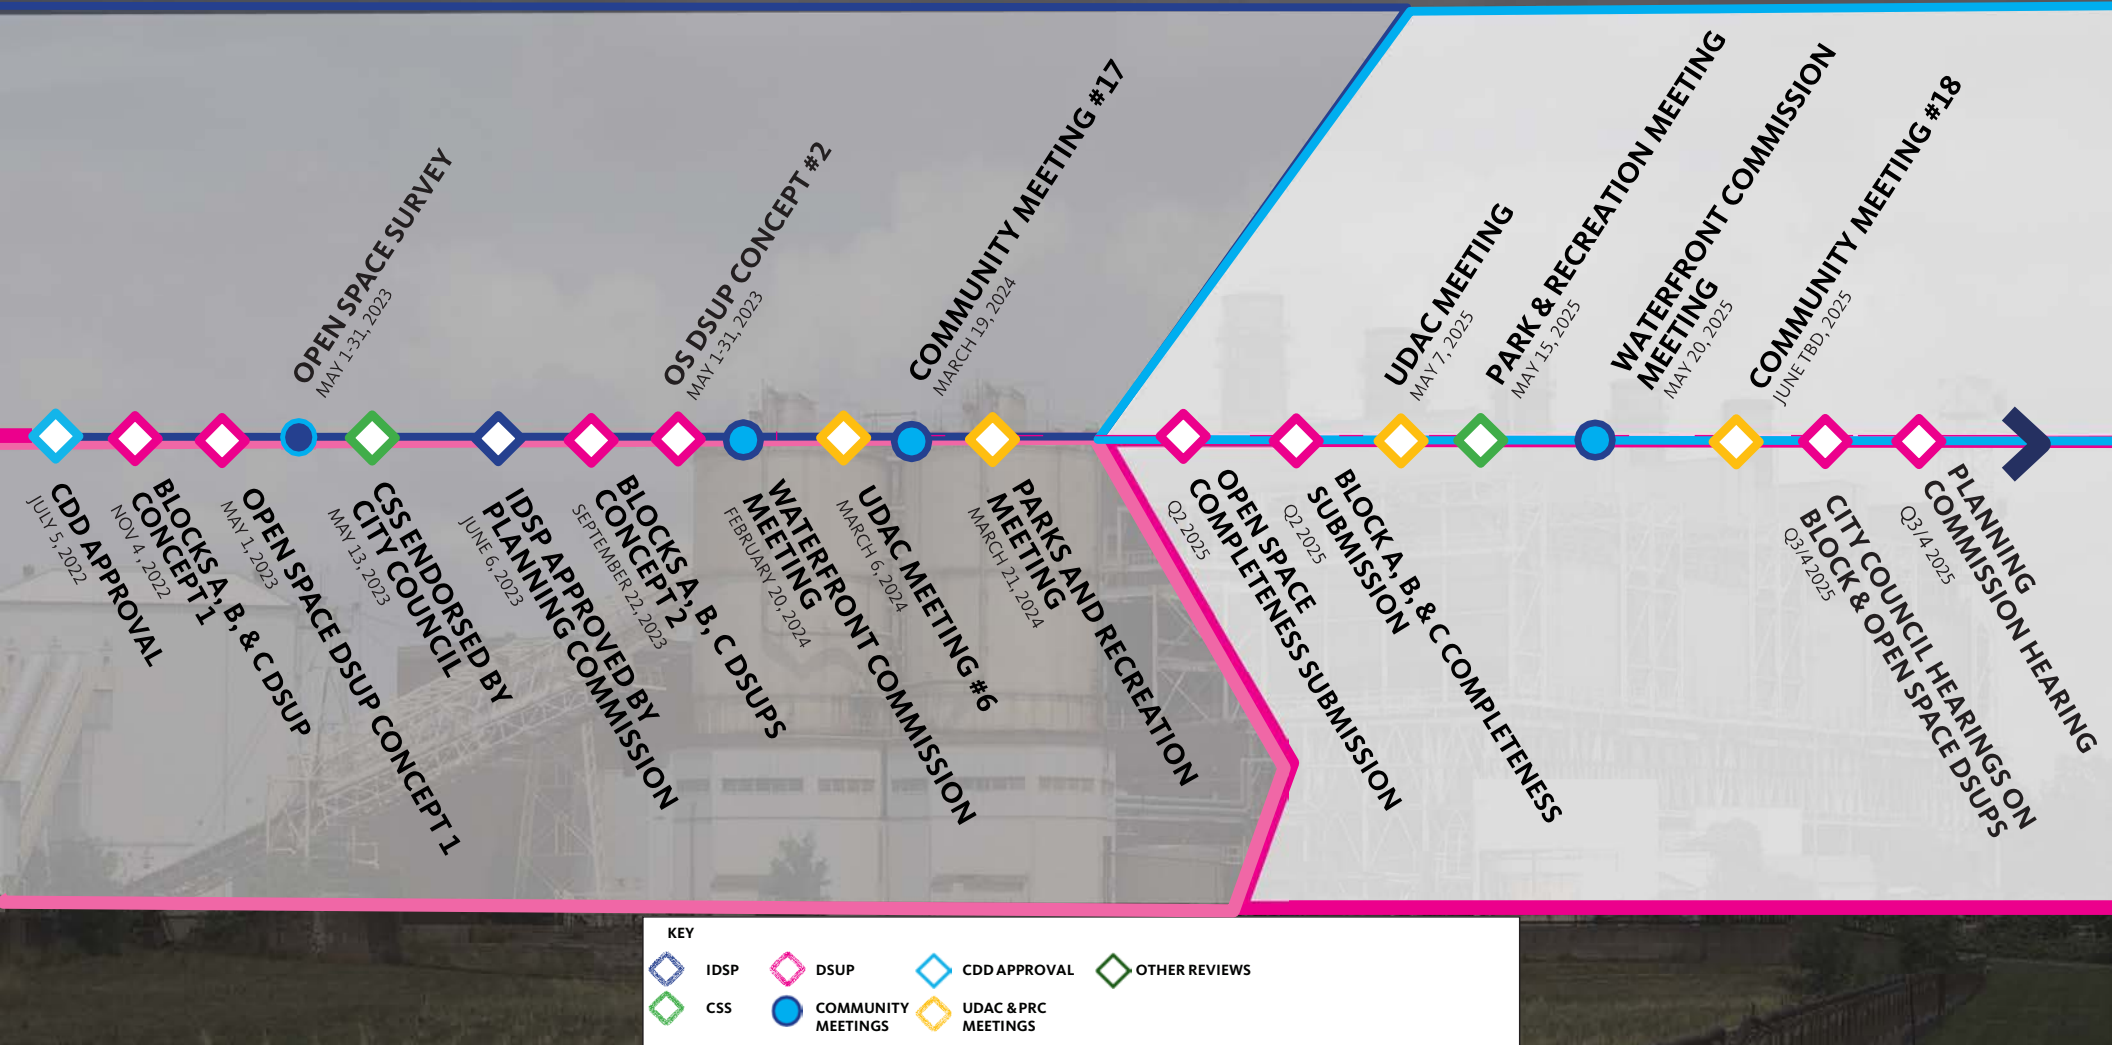 OPEN SPACE SURVEY
MAY 1-31, 2023
OS DSUP CONCEPT #2
MAY 1-31, 2023
COMMUNITY MEETING #17
MARCH 19, 2024
UDAC MEETING
MAY 7, 2025
PARK & RECREATION MEETING
MAY 15, 2025
WATERFRONT COMMISSION
MEETING
MAY 20, 2025
COMMUNITY MEETING #18
JUNE TBD, 2025
CDD APPROVAL
JULY 5, 2022
BLOCKS A, B, & C DSUP
CONCEPT 1
NOV 4, 2022
OPEN SPACE DSUP CONCEPT 1
MAY 1, 2023
CSS ENDORSED BY
CITY COUNCIL
MAY 13, 2023
IDSP APPROVED BY
PLANNING COMMISSION
JUNE 6, 2023
BLOCKS A, B, C DSUPS
CONCEPT 2
SEPTEMBER 22, 2023
WATERFRONT COMMISSION
MEETING
FEBRUARY 20, 2024
UDAC MEETING #6
MARCH 6, 2024
PARKS AND RECREATION
MEETING
MARCH 21, 2024
OPEN SPACE
COMPLETENESS SUBMISSION
Q2 2025
BLOCK A, B, & C COMPLETENESS
SUBMISSION
Q2 2025
CITY COUNCIL HEARINGS ON
BLOCK & OPEN SPACE DSUPS
Q3/4 2025
PLANNING
COMMISSION HEARING
Q3/4 2025
KEY
IDSP
DSUP
CDD APPROVAL
OTHER REVIEWS
CSS
COMMUNITY
MEETINGS
UDAC & PRC
MEETINGS